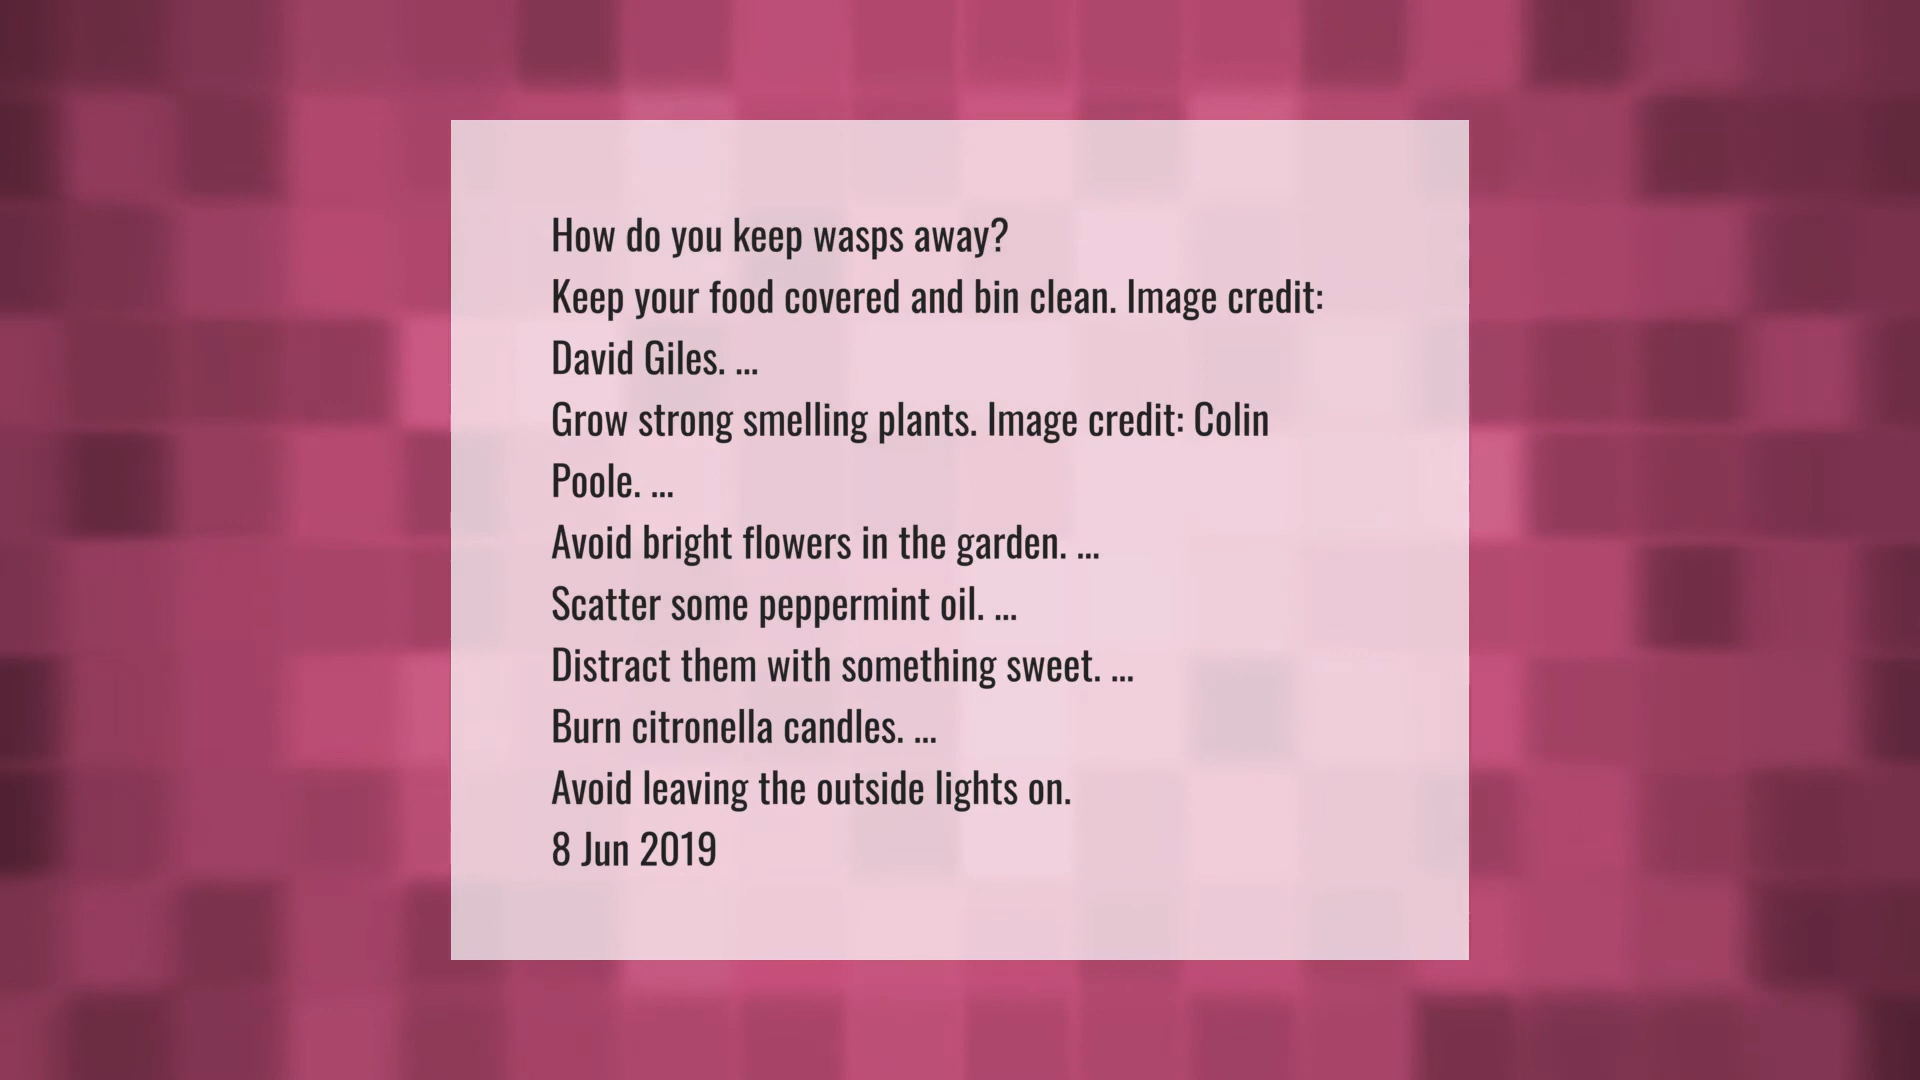 How do you keep wasps away?
Keep your food covered and bin clean. Image credit:
David Giles. ...
Grow strong smelling plants. Image credit: Colin
Poole. ...
Avoid bright flowers in the garden. ...
Scatter some peppermint oil. ...
Distract them with something sweet. ...
Burn citronella candles. ...
Avoid leaving the outside lights on.
8 Jun 2019